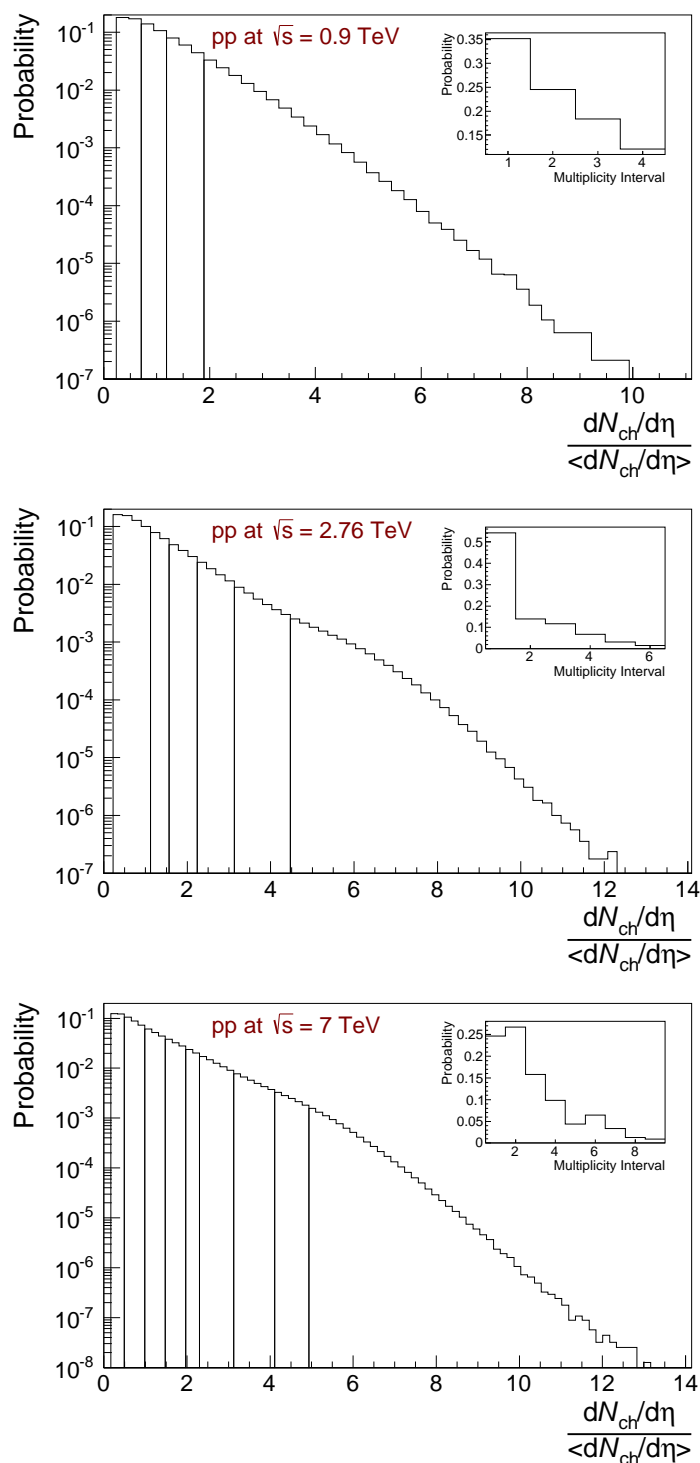 pp at √s = 0.9 TeV
Probability
10⁻¹
10⁻²
10⁻³
10⁻⁴
10⁻⁵
10⁻⁶
10⁻⁷
0 2 4 6 8 10
dN_ch/dη
<dN_ch/dη>
Probability
0.35
0.3
0.25
0.2
0.15
1 2 3 4
Multiplicity Interval
pp at √s = 2.76 TeV
Probability
10⁻¹
10⁻²
10⁻³
10⁻⁴
10⁻⁵
10⁻⁶
10⁻⁷
0 2 4 6 8 10 12 14
dN_ch/dη
<dN_ch/dη>
Probability
0.5
0.4
0.3
0.2
0.1
0
2 4 6
Multiplicity Interval
pp at √s = 7 TeV
Probability
10⁻¹
10⁻²
10⁻³
10⁻⁴
10⁻⁵
10⁻⁶
10⁻⁷
10⁻⁸
0 2 4 6 8 10 12 14
dN_ch/dη
<dN_ch/dη>
Probability
0.25
0.2
0.15
0.1
0.05
0
2 4 6 8
Multiplicity Interval